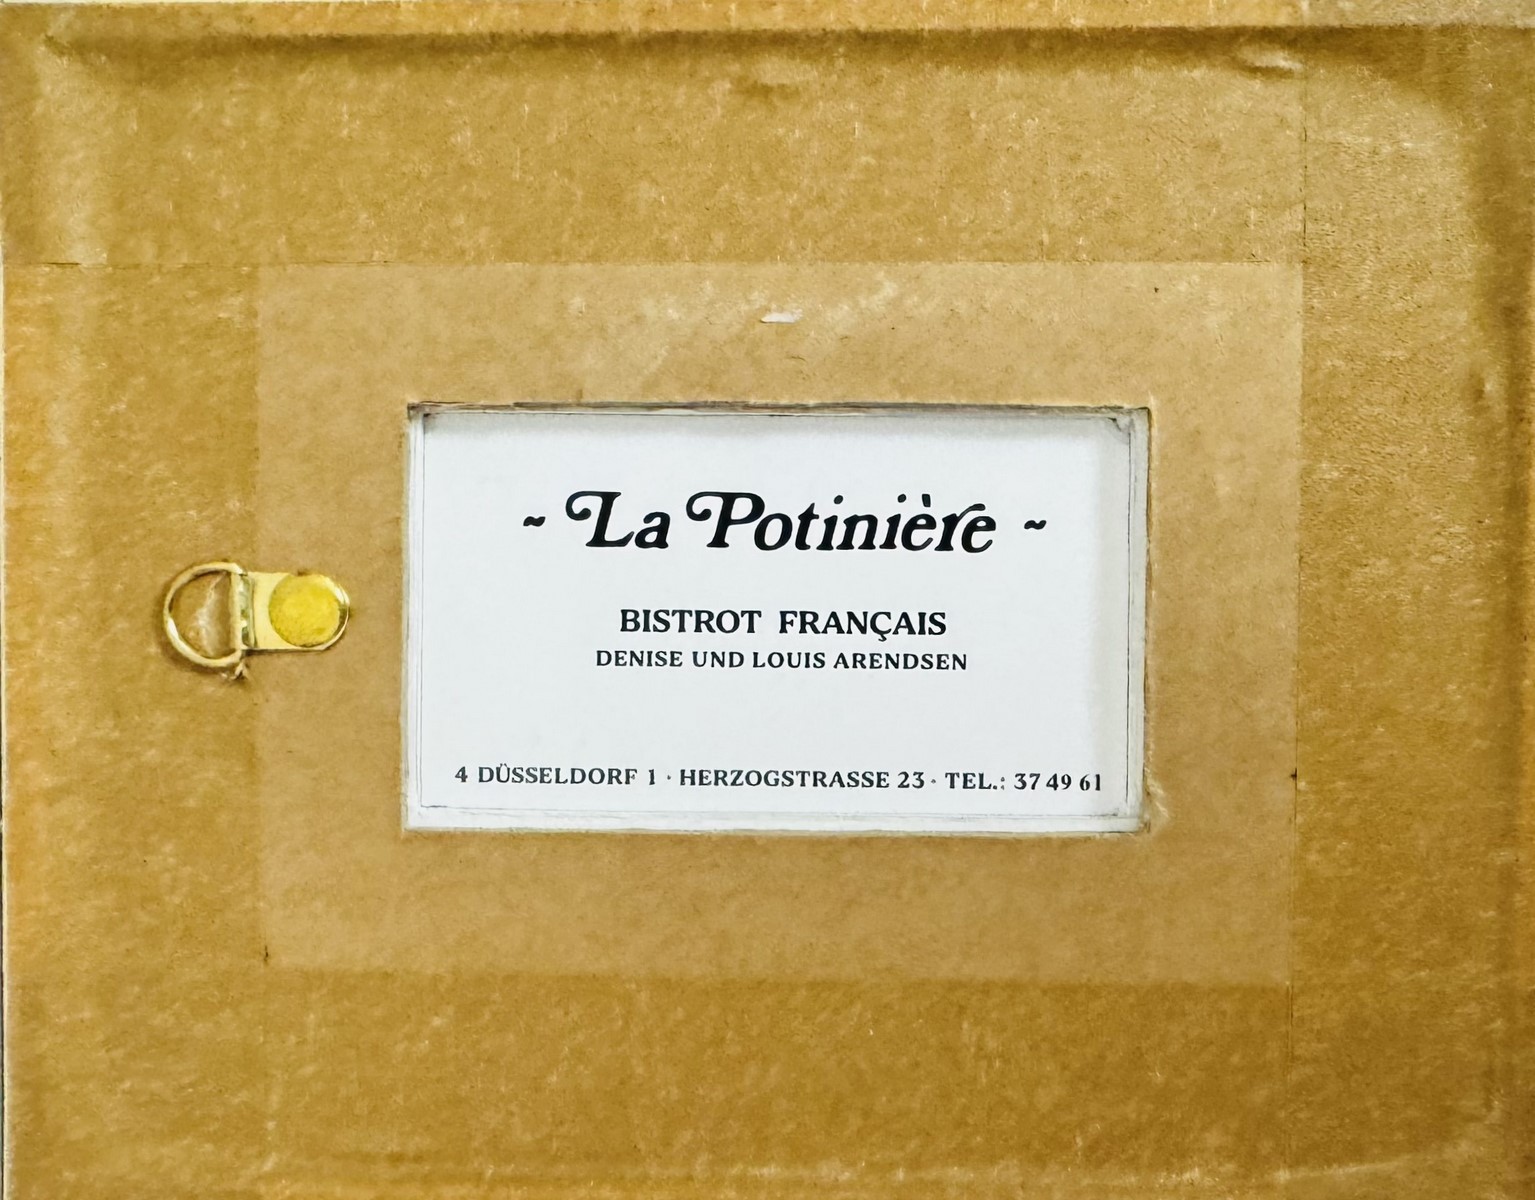 ~ La Potinière ~
BISTROT FRANÇAIS
DENISE UND LOUIS ARENDSEN
4 DÜSSELDORF 1 · HERZOGSTRASSE 23 · TEL.: 37 49 61